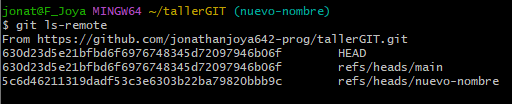 jonat@F_Joya MINGW64 ~/tallerGIT (nuevo-nombre)
$ git ls-remote
From https://github.com/jonathanjoya642-prog/tallerGIT.git
630d23d5e21bfbd6f6976748345d72097946b06f HEAD
630d23d5e21bfbd6f6976748345d72097946b06f refs/heads/main
5c6d46211319dadf53c3e6303b22ba79820bbb9c refs/heads/nuevo-nombre